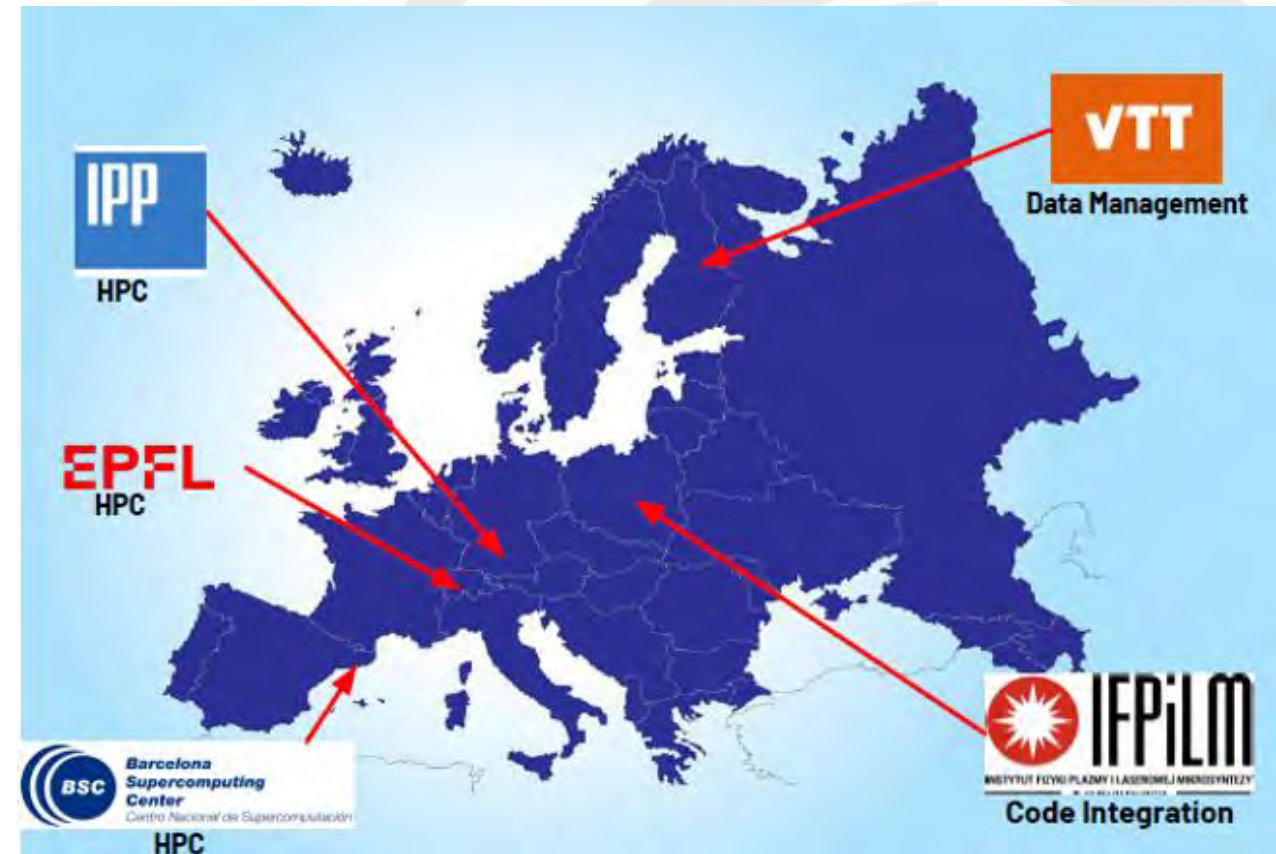 IPP
HPC
VTT
Data Management
EPFL
HPC
BSC
Barcelona
Supercomputing
Center
Centro Nacional de Supercomputación
HPC
IFPiLM
INSTYTUT FIZYKI PLAZMY I LASEROWEJ MIKROSYNTEZY
Code Integration